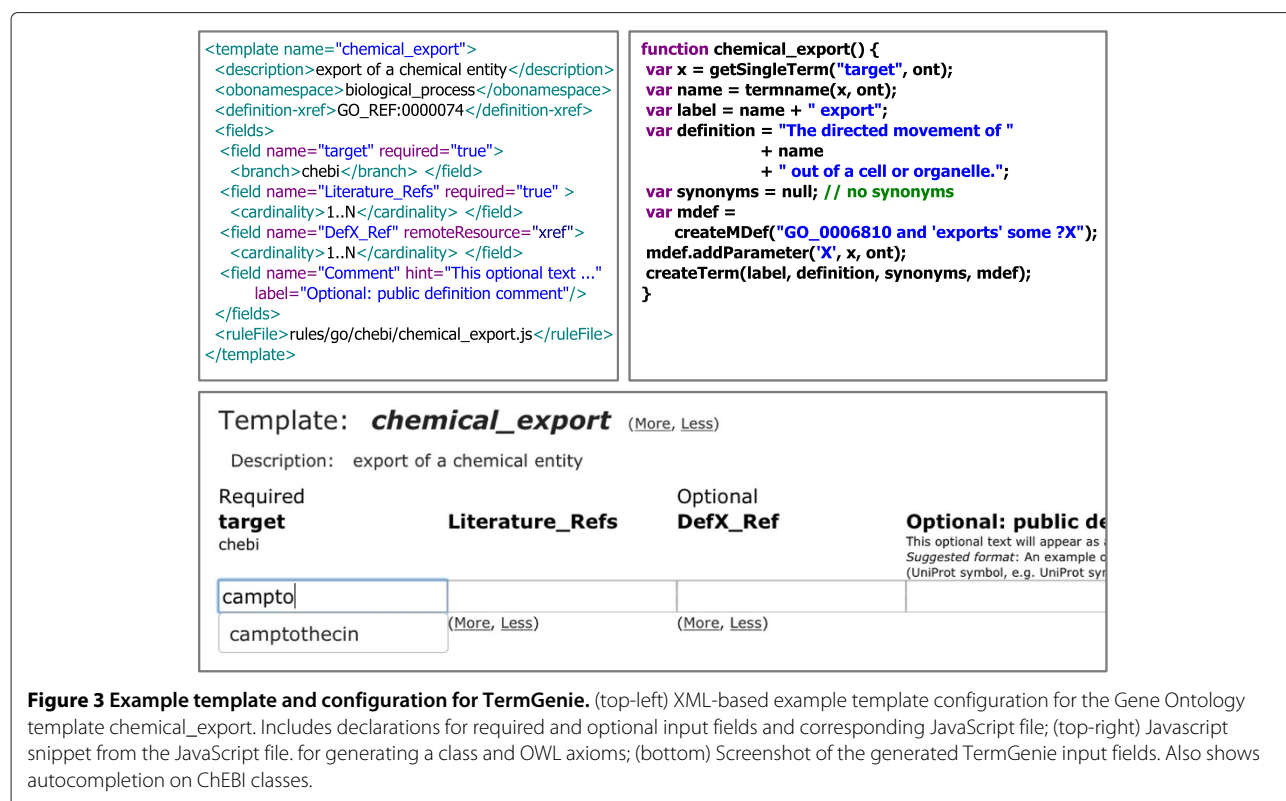 <template name="chemical_export">
<description>export of a chemical entity</description>
<obonamespace>biological_process</obonamespace>
<definition-xref>GO_REF:0000074</definition-xref>
<fields>
<field name="target" required="true">
<branch>chebi</branch> </field>
<field name="Literature_Refs" required="true" >
<cardinality>1..N</cardinality> </field>
<field name="DefX_Ref" remoteResource="xref">
<cardinality>1..N</cardinality> </field>
<field name="Comment" hint="This optional text ..."
label="Optional: public definition comment"/>
</fields>
<ruleFile>rules/go/chebi/chemical_export.js</ruleFile>
</template>
function chemical_export() {
var x = getSingleTerm("target", ont);
var name = termname(x, ont);
var label = name + " export";
var definition = "The directed movement of "
+ name
+ " out of a cell or organelle.";
var synonyms = null; // no synonyms
var mdef =
createMDef("GO_0006810 and 'exports' some ?X");
mdef.addParameter('X', x, ont);
createTerm(label, definition, synonyms, mdef);
}
Template: chemical_export (More, Less)
Description: export of a chemical entity
Required Optional
target Literature_Refs DefX_Ref Optional: public de
chebi This optional text will appear as
Suggested format: An example
(UniProt symbol, e.g. UniProt
campto
camptothecin (More, Less) (More, Less)
Figure 3 Example template and configuration for TermGenie. (top-left) XML-based example template configuration for the Gene Ontology
template chemical_export. Includes declarations for required and optional input fields and corresponding JavaScript file; (top-right) Javascript
snippet from the JavaScript file. for generating a class and OWL axioms; (bottom) Screenshot of the generated TermGenie input fields. Also shows
autocompletion on ChEBI classes.